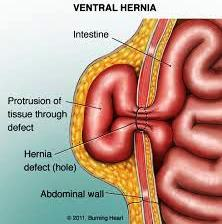 VENTRAL HERNIA
Intestine
Protrusion of
tissue through
defect
Hernia
defect (hole)
Abdominal wall
© 2011, Burning Heart